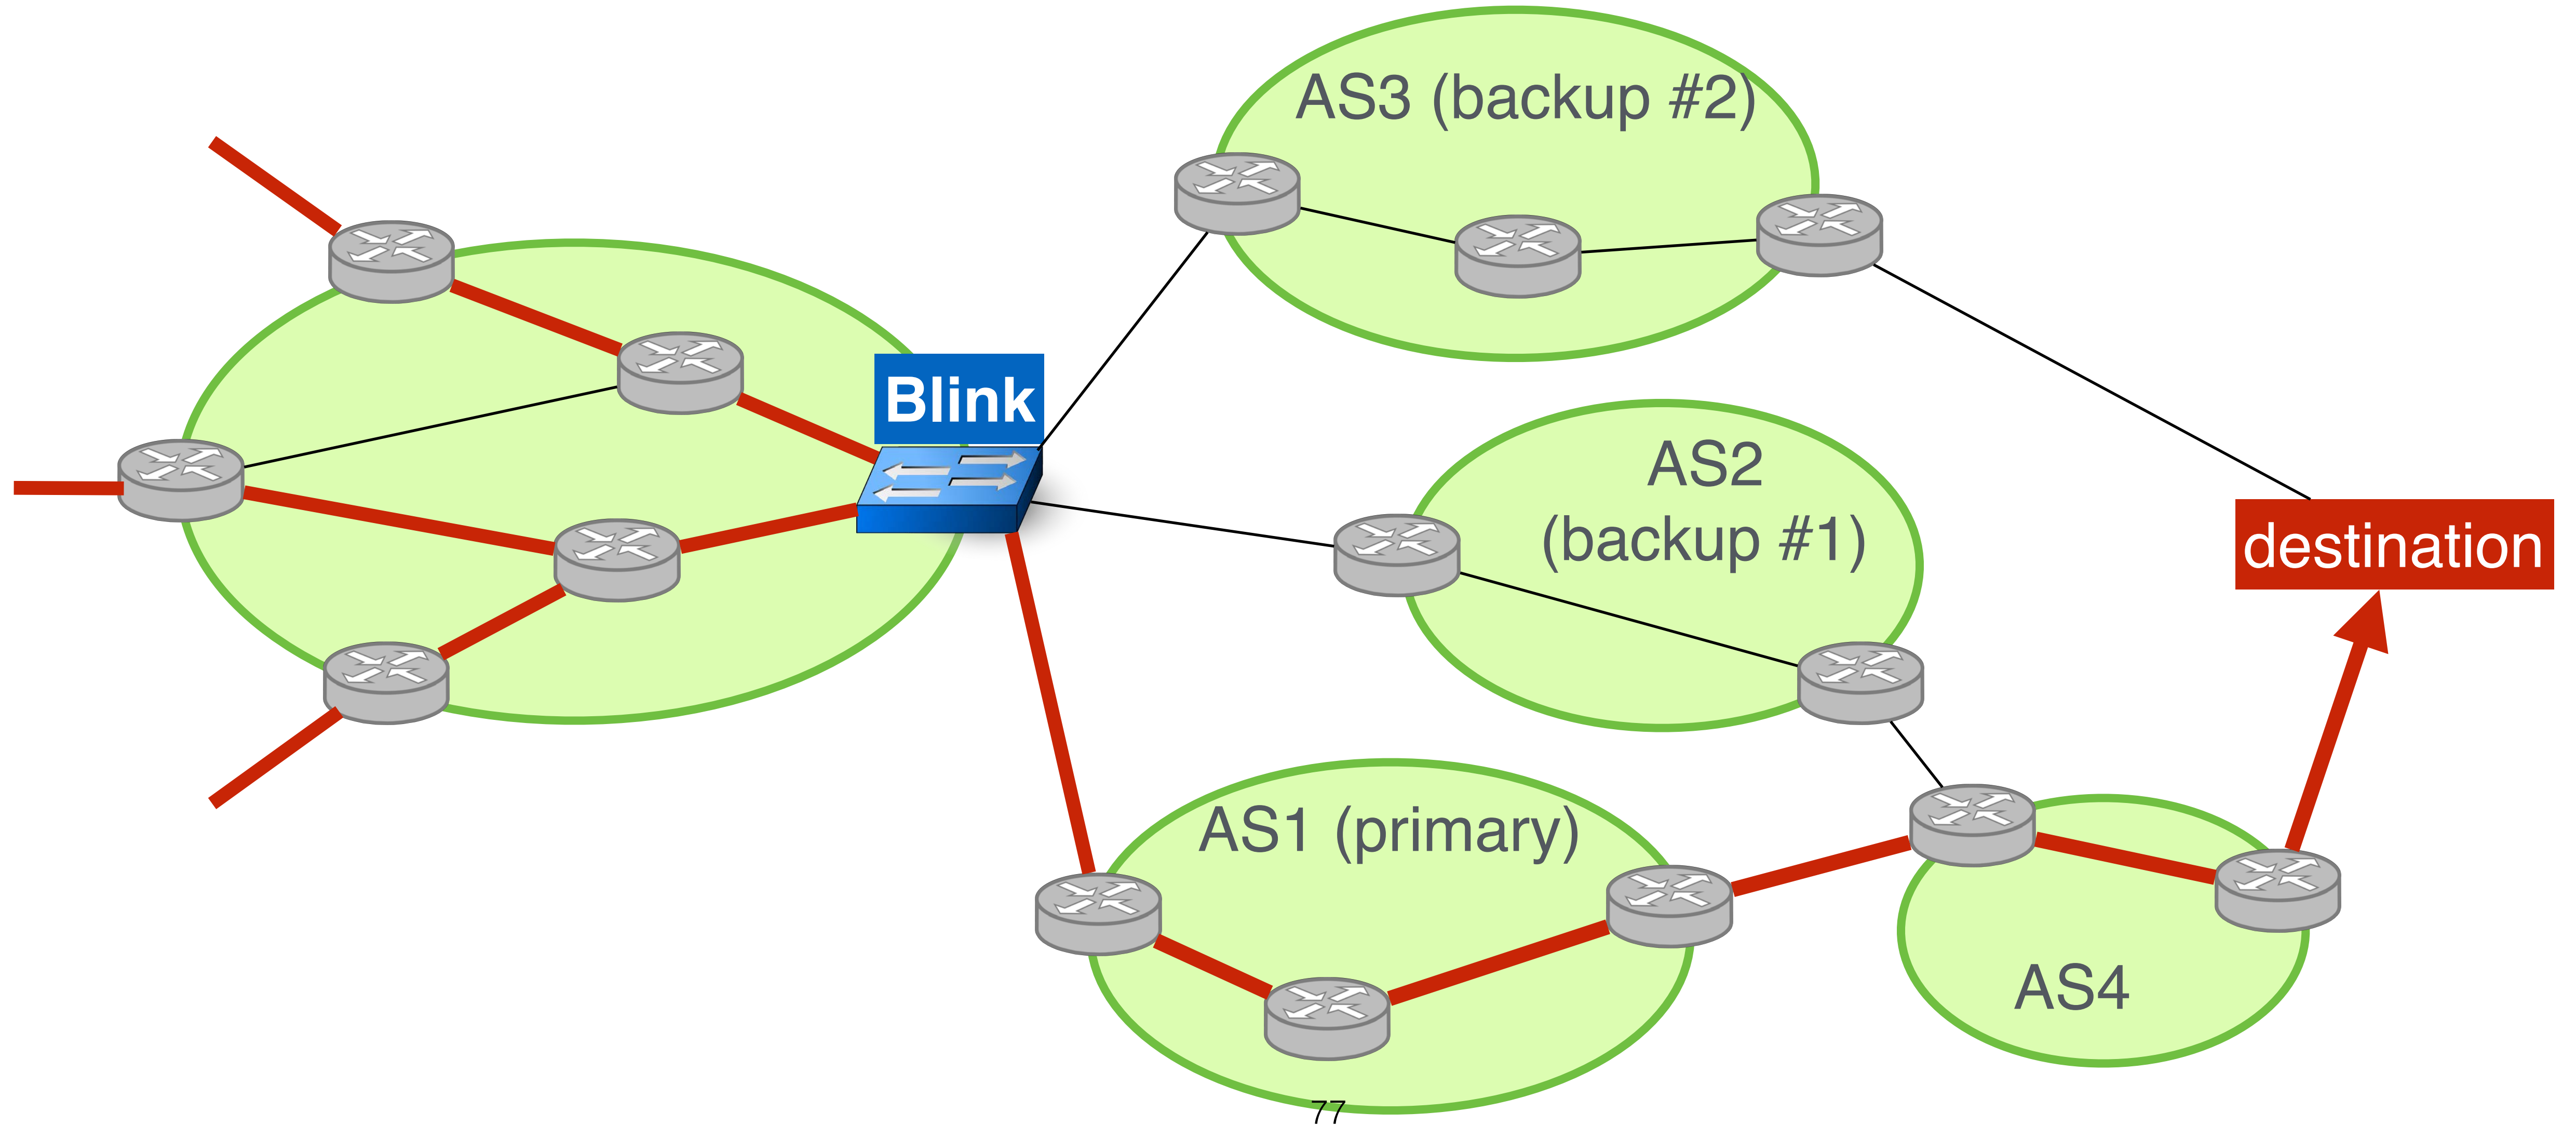 AS3 (backup #2)
Blink
AS2
(backup #1)
destination
AS1 (primary)
AS4
77